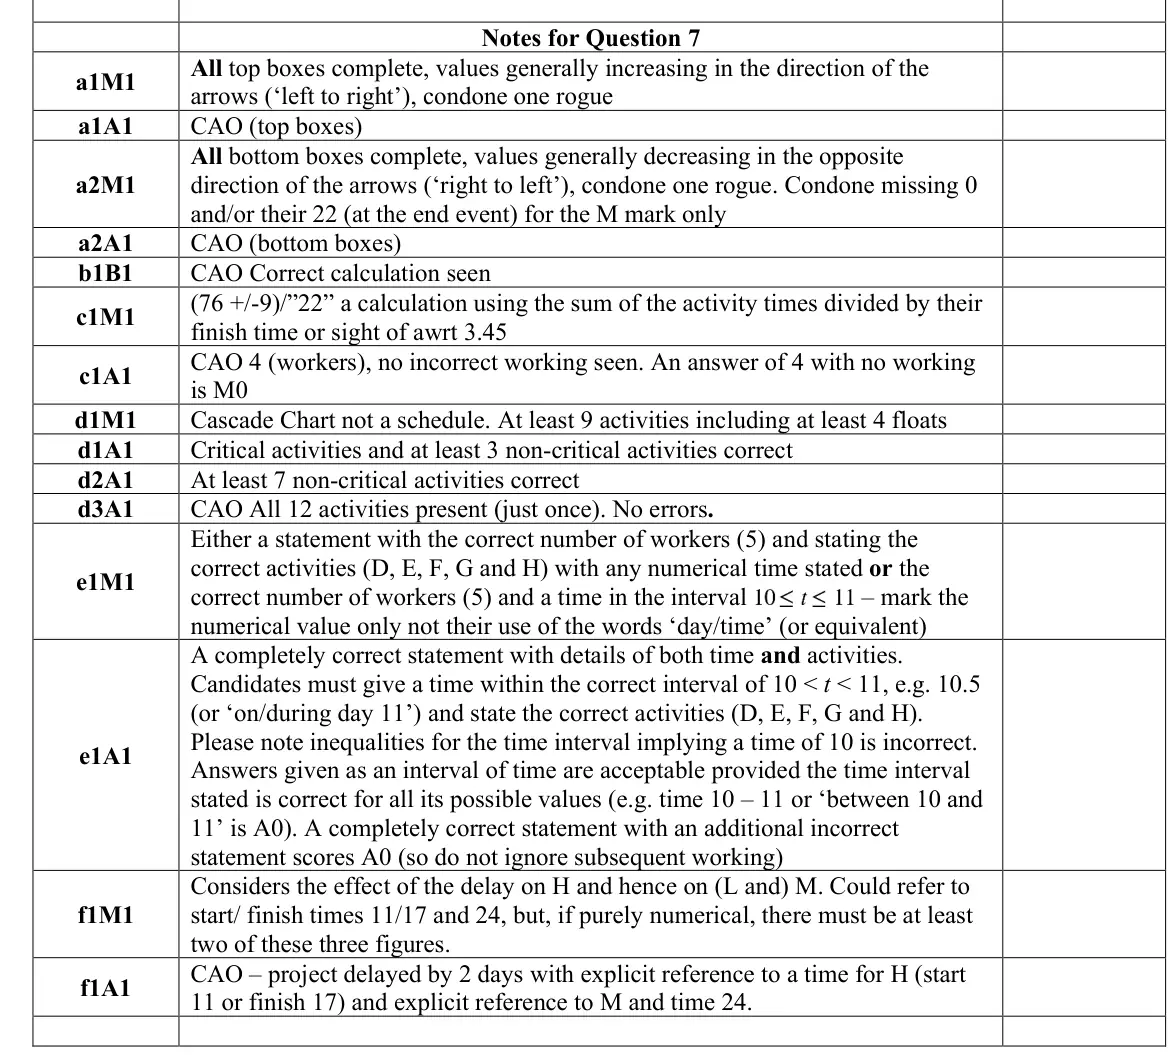 Notes for Question 7
a1M1
All top boxes complete, values generally increasing in the direction of the
arrows (‘left to right’), condone one rogue
a1A1
CAO (top boxes)
a2M1
All bottom boxes complete, values generally decreasing in the opposite
direction of the arrows (‘right to left’), condone one rogue. Condone missing 0
and/or their 22 (at the end event) for the M mark only
a2A1
CAO (bottom boxes)
b1B1
CAO Correct calculation seen
c1M1
(76 +/-9)/”22” a calculation using the sum of the activity times divided by their
finish time or sight of awrt 3.45
c1A1
CAO 4 (workers), no incorrect working seen. An answer of 4 with no working
is M0
d1M1
Cascade Chart not a schedule. At least 9 activities including at least 4 floats
d1A1
Critical activities and at least 3 non-critical activities correct
d2A1
At least 7 non-critical activities correct
d3A1
CAO All 12 activities present (just once). No errors.
e1M1
Either a statement with the correct number of workers (5) and stating the
correct activities (D, E, F, G and H) with any numerical time stated or the
correct number of workers (5) and a time in the interval 10 ≤ t ≤ 11 – mark the
numerical value only not their use of the words ‘day/time’ (or equivalent)
e1A1
A completely correct statement with details of both time and activities.
Candidates must give a time within the correct interval of 10 < t < 11, e.g. 10.5
(or ‘on/during day 11’) and state the correct activities (D, E, F, G and H).
Please note inequalities for the time interval implying a time of 10 is incorrect.
Answers given as an interval of time are acceptable provided the time interval
stated is correct for all its possible values (e.g. time 10 – 11 or ‘between 10 and
11’ is A0). A completely correct statement with an additional incorrect
statement scores A0 (so do not ignore subsequent working)
f1M1
Considers the effect of the delay on H and hence on (L and) M. Could refer to
start/ finish times 11/17 and 24, but, if purely numerical, there must be at least
two of these three figures.
f1A1
CAO – project delayed by 2 days with explicit reference to a time for H (start
11 or finish 17) and explicit reference to M and time 24.